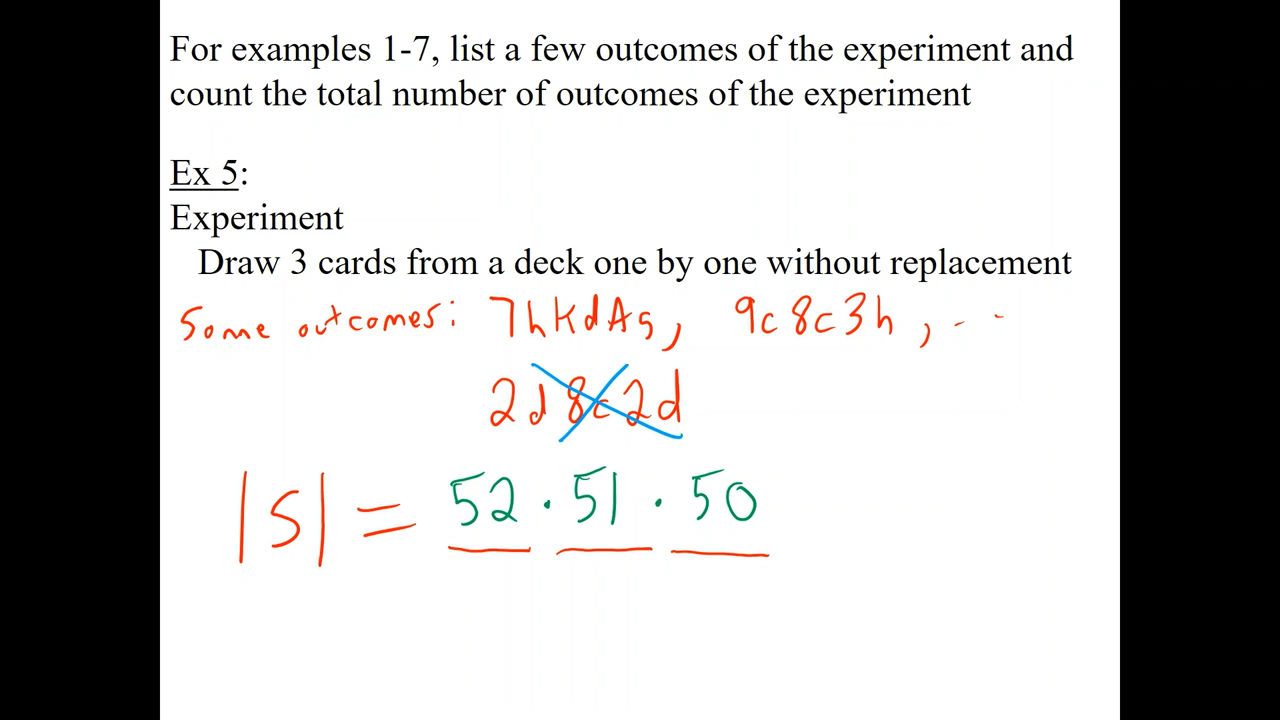 For examples 1-7, list a few outcomes of the experiment and
count the total number of outcomes of the experiment
Ex 5:
Experiment
Draw 3 cards from a deck one by one without replacement
Some outcomes: 7hKdAs, 9c8c3h, ...
2d8c2d
|S| = 52 · 51 · 50